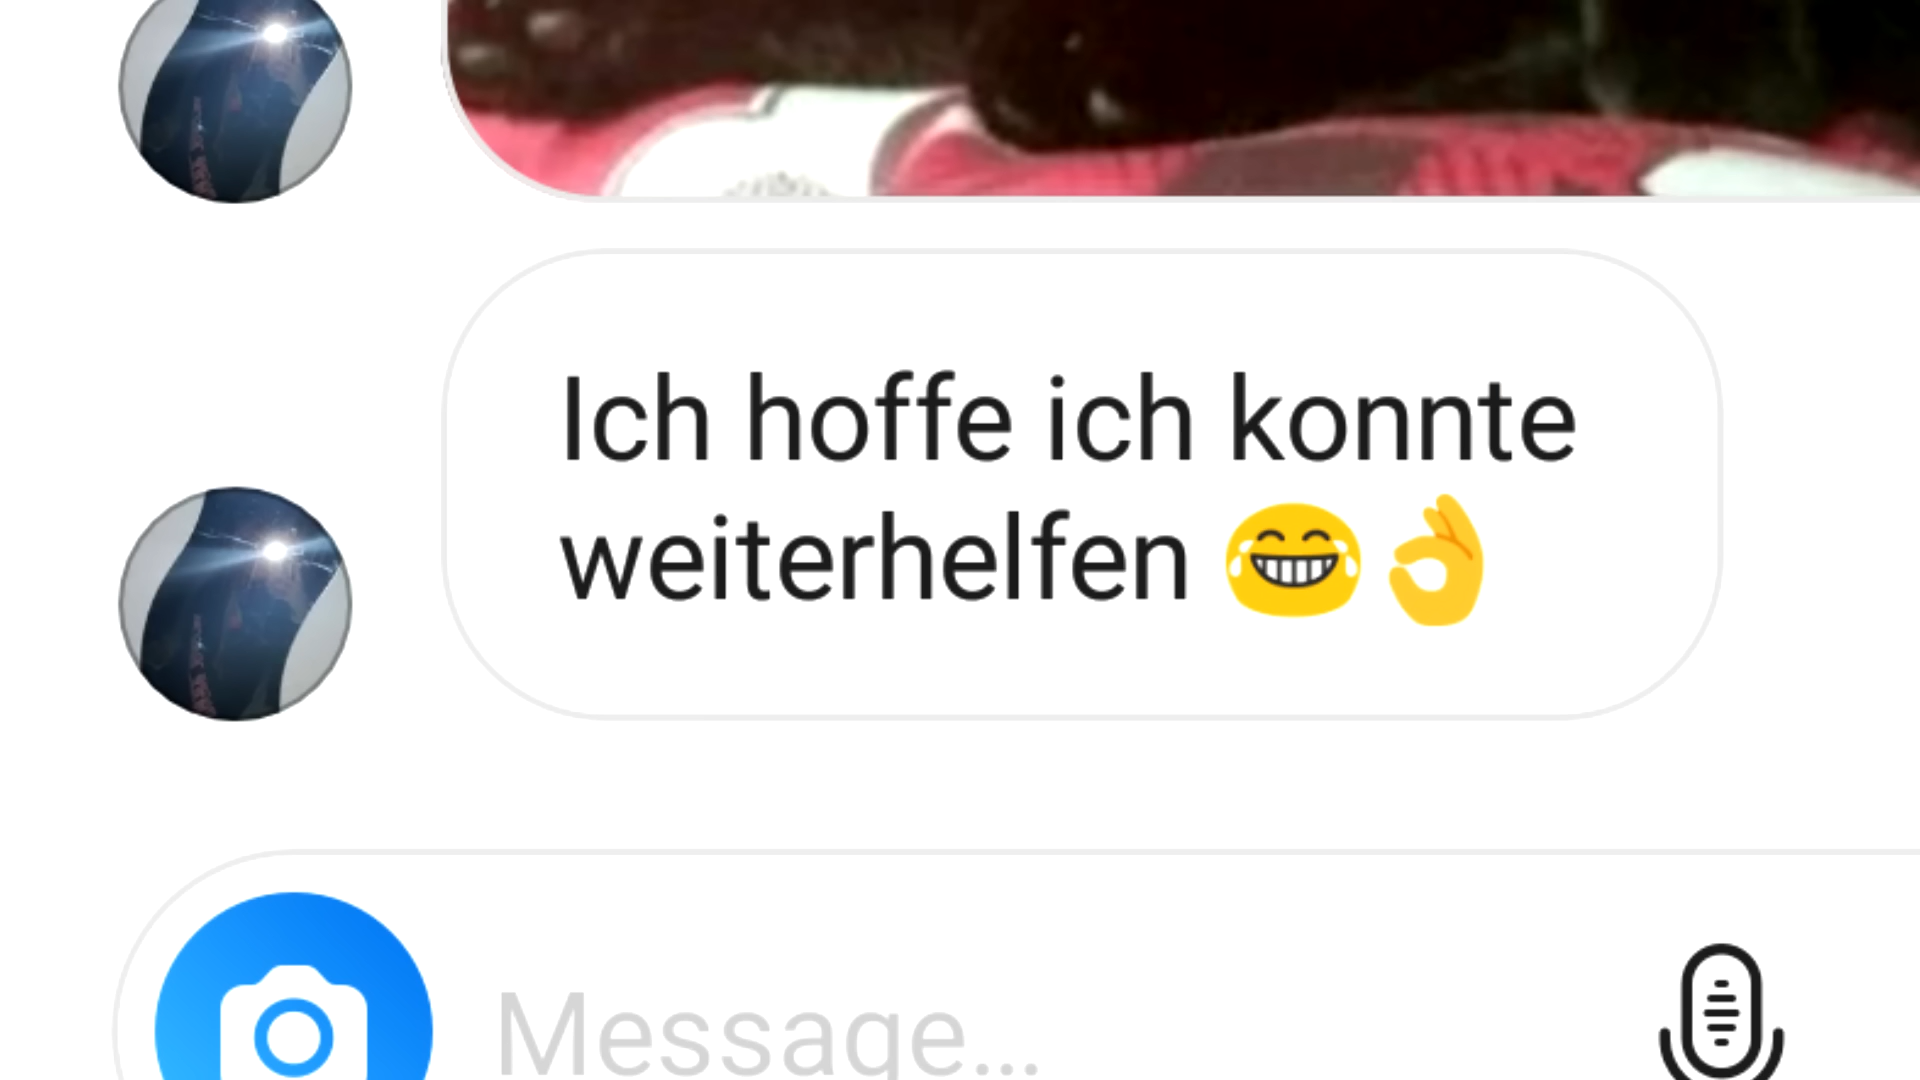 Ich hoffe ich konnte
weiterhelfen 😂👌
Message...